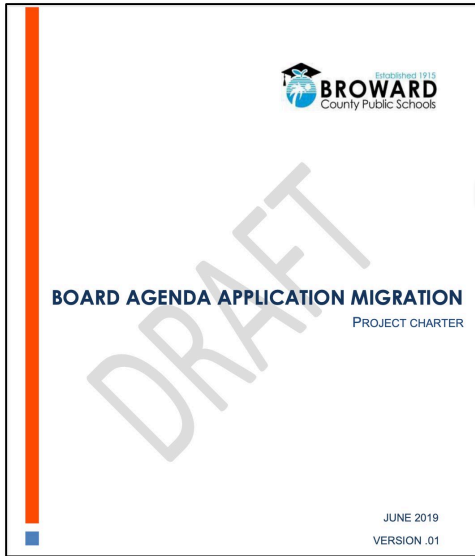 Established 1915
BROWARD
County Public Schools
DRAFT
BOARD AGENDA APPLICATION MIGRATION
PROJECT CHARTER
JUNE 2019
VERSION .01